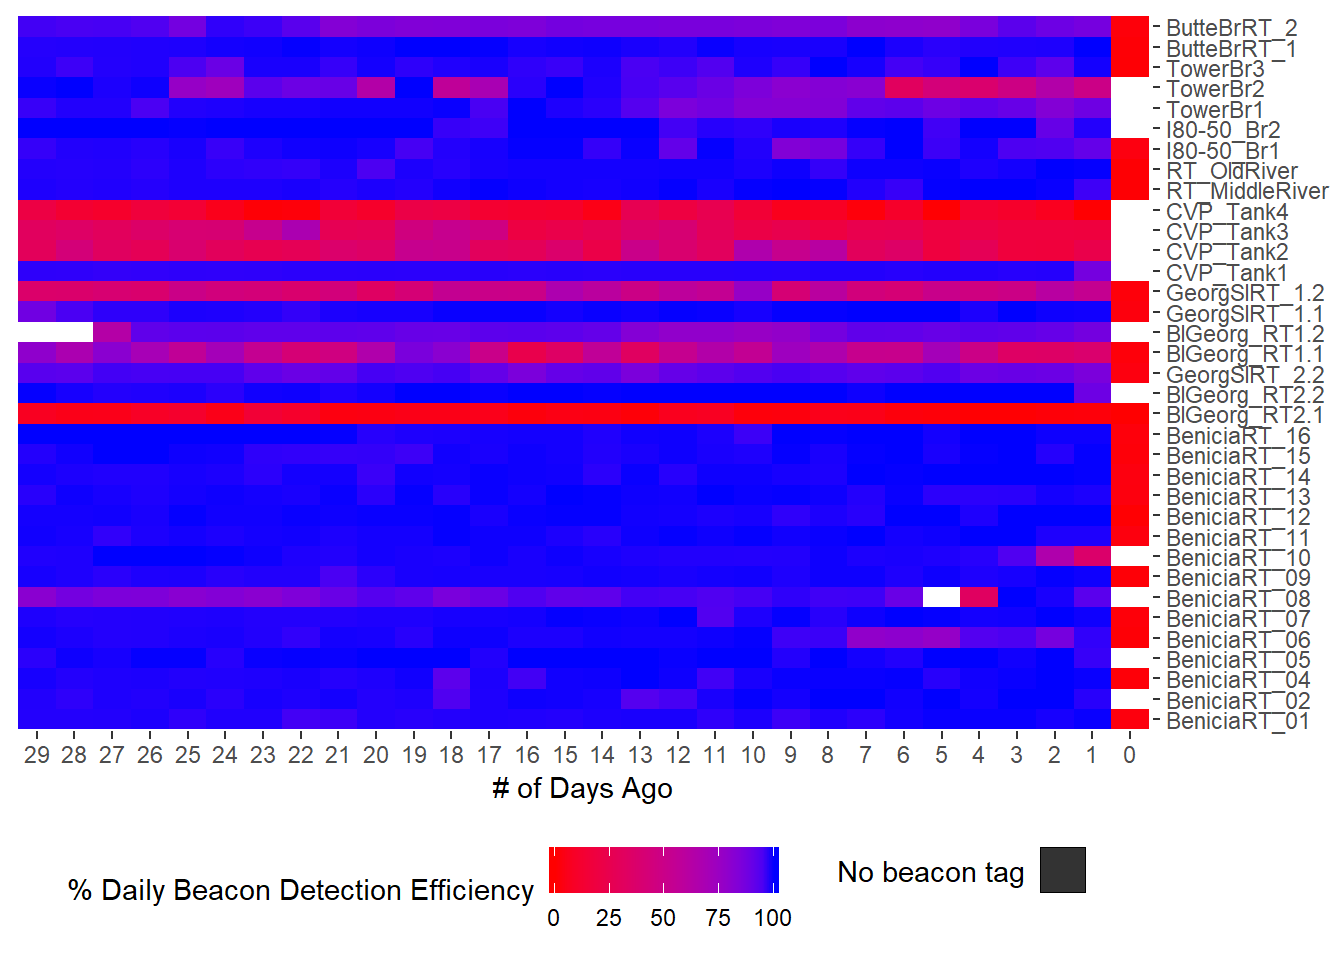 ButteBrRT_2
ButteBrRT_1
TowerBr3
TowerBr2
TowerBr1
I80-50_Br2
I80-50_Br1
RT_OldRiver
RT_MiddleRiver
CVP_Tank4
CVP_Tank3
CVP_Tank2
CVP_Tank1
GeorgSlRT_1.2
GeorgSlRT_1.1
BlGeorg_RT1.2
BlGeorg_RT1.1
GeorgSlRT_2.2
BlGeorg_RT2.2
BlGeorg_RT2.1
BeniciaRT_16
BeniciaRT_15
BeniciaRT_14
BeniciaRT_13
BeniciaRT_12
BeniciaRT_11
BeniciaRT_10
BeniciaRT_09
BeniciaRT_08
BeniciaRT_07
BeniciaRT_06
BeniciaRT_05
BeniciaRT_04
BeniciaRT_02
BeniciaRT_01
29 28 27 26 25 24 23 22 21 20 19 18 17 16 15 14 13 12 11 10 9 8 7 6 5 4 3 2 1 0
# of Days Ago
% Daily Beacon Detection Efficiency
0 25 50 75 100
No beacon tag